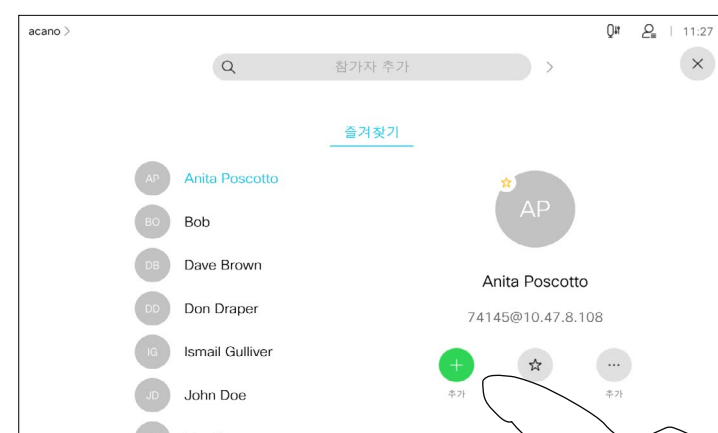 acano >
11:27
참가자 추가
즐겨찾기
AP Anita Poscotto
BO Bob
DB Dave Brown
DD Don Draper
IG Ismail Gulliver
JD John Doe
AP
Anita Poscotto
74145@10.47.8.108
추가
추가